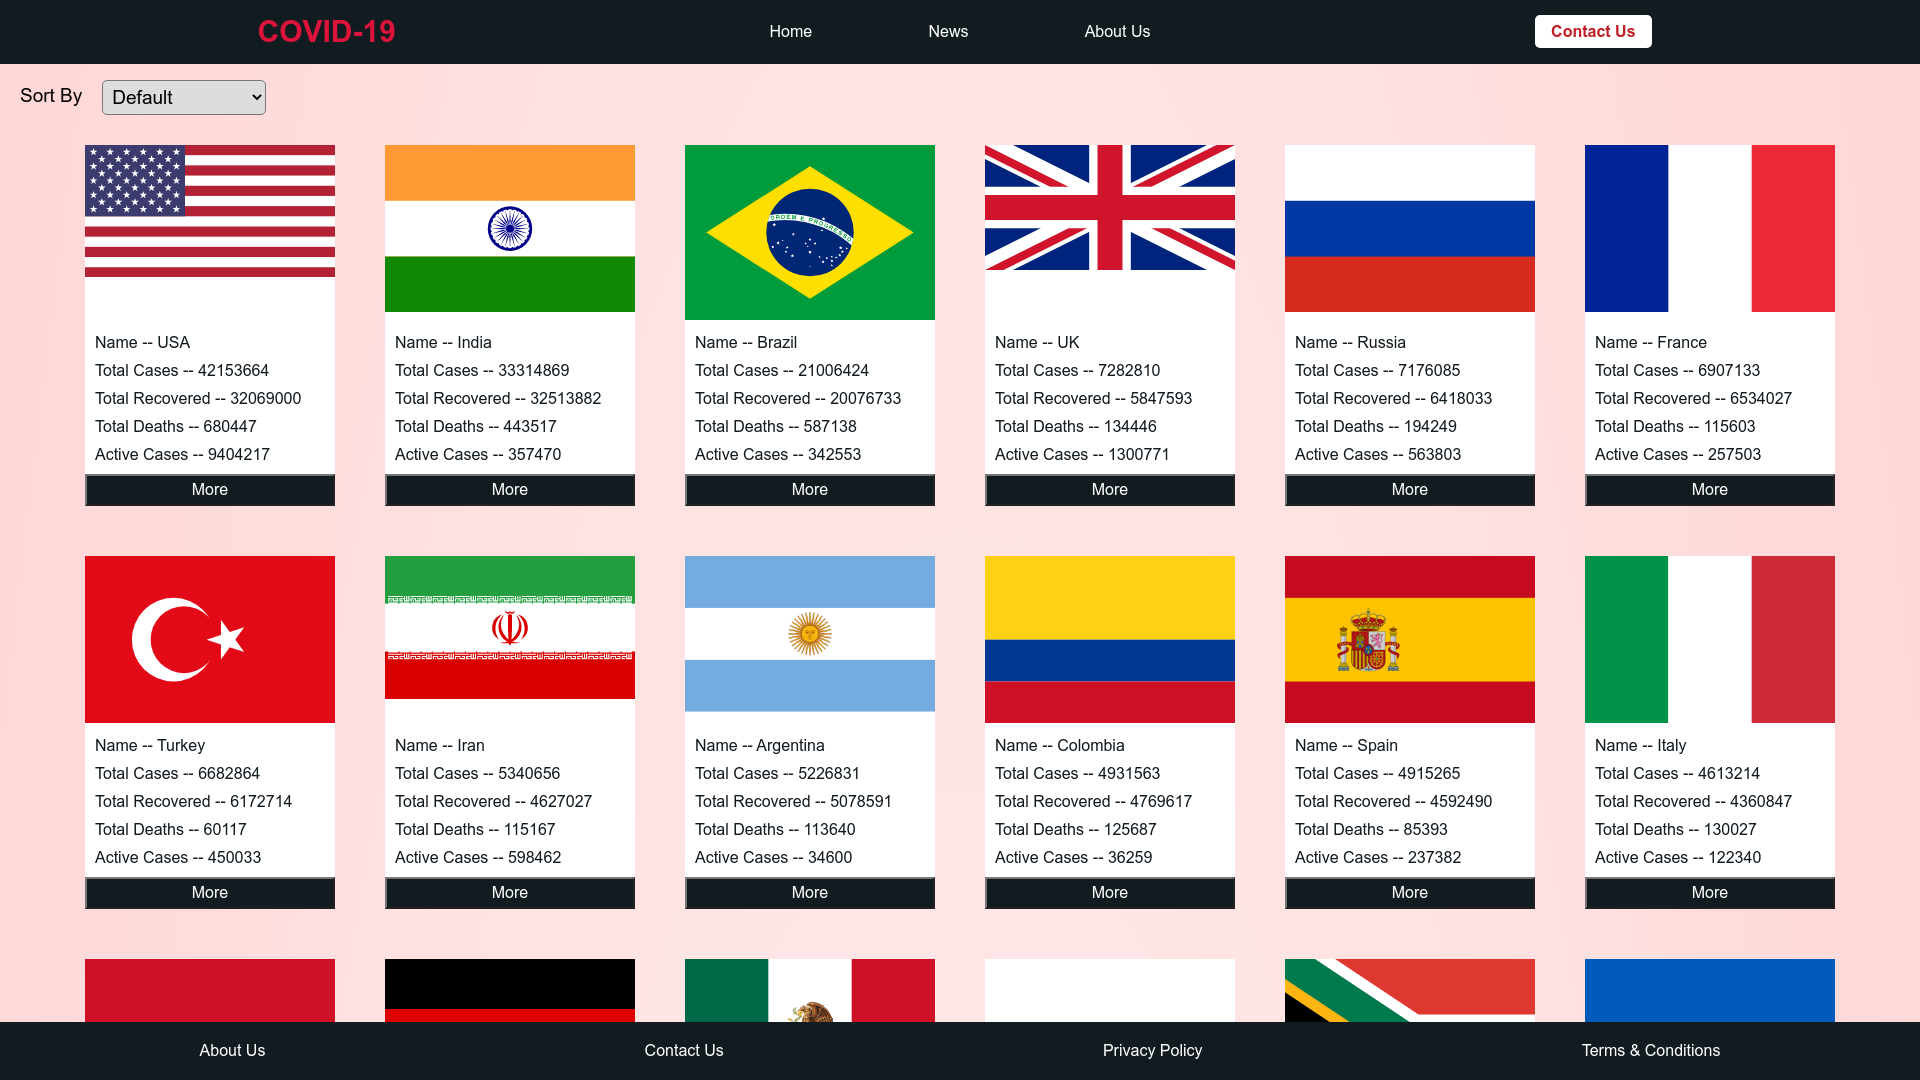 COVID-19
Home
News
About Us
Contact Us
Sort By
Default
ORDEM E PROGRESSO
Name -- USA
Total Cases -- 42153664
Total Recovered -- 32069000
Total Deaths -- 680447
Active Cases -- 9404217
More
Name -- India
Total Cases -- 33314869
Total Recovered -- 32513882
Total Deaths -- 443517
Active Cases -- 357470
More
Name -- Brazil
Total Cases -- 21006424
Total Recovered -- 20076733
Total Deaths -- 587138
Active Cases -- 342553
More
Name -- UK
Total Cases -- 7282810
Total Recovered -- 5847593
Total Deaths -- 134446
Active Cases -- 1300771
More
Name -- Russia
Total Cases -- 7176085
Total Recovered -- 6418033
Total Deaths -- 194249
Active Cases -- 563803
More
Name -- France
Total Cases -- 6907133
Total Recovered -- 6534027
Total Deaths -- 115603
Active Cases -- 257503
More
Name -- Turkey
Total Cases -- 6682864
Total Recovered -- 6172714
Total Deaths -- 60117
Active Cases -- 450033
More
Name -- Iran
Total Cases -- 5340656
Total Recovered -- 4627027
Total Deaths -- 115167
Active Cases -- 598462
More
Name -- Argentina
Total Cases -- 5226831
Total Recovered -- 5078591
Total Deaths -- 113640
Active Cases -- 34600
More
Name -- Colombia
Total Cases -- 4931563
Total Recovered -- 4769617
Total Deaths -- 125687
Active Cases -- 36259
More
Name -- Spain
Total Cases -- 4915265
Total Recovered -- 4592490
Total Deaths -- 85393
Active Cases -- 237382
More
Name -- Italy
Total Cases -- 4613214
Total Recovered -- 4360847
Total Deaths -- 130027
Active Cases -- 122340
More
About Us
Contact Us
Privacy Policy
Terms & Conditions